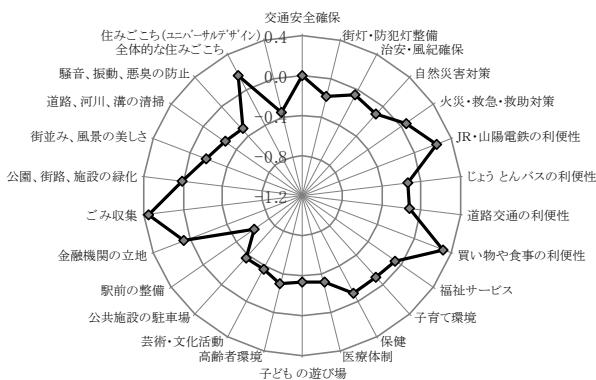 交通安全確保
街灯・防犯灯整備
治安・風紀確保
自然災害対策
火災・救急・救助対策
JR・山陽電鉄の利便性
じょうとんバスの利便性
道路交通の利便性
買い物や食事の利便性
福祉サービス
子育て環境
保健
医療体制
子どもの遊び場
高齢者環境
芸術・文化活動
公共施設の駐車場
駅前の整備
金融機関の立地
ごみ収集
公園、街路、施設の緑化
街並み、風景の美しさ
道路、河川、溝の清掃
騒音、振動、悪臭の防止
全体的な住みごこち
住みごこち(ユニバーサルデザイン)
0.4
0.0
-0.4
-0.8
-1.2